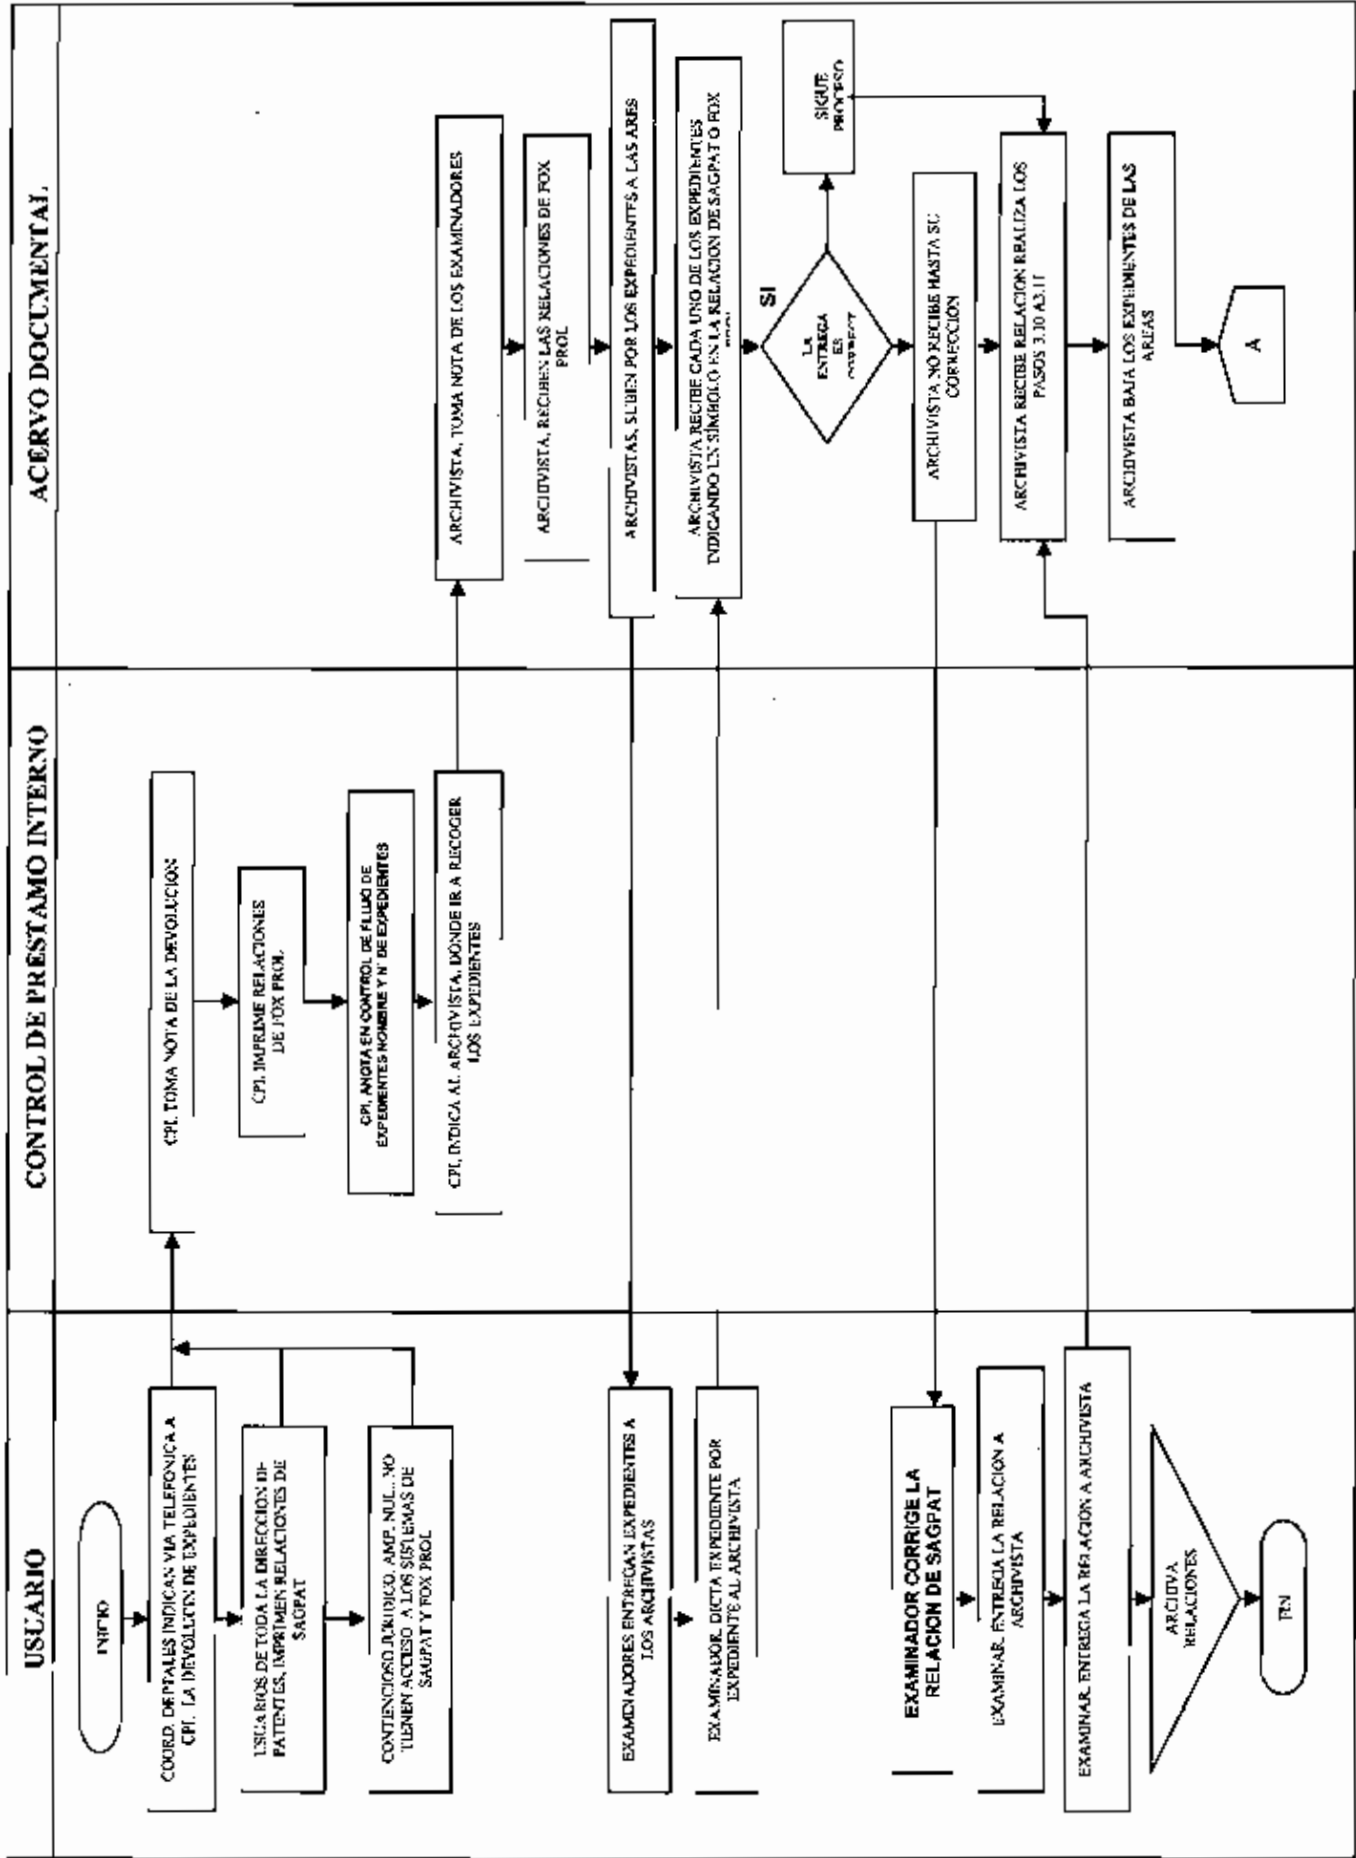 USUARIO
CONTROL DE PRÉSTAMO INTERNO
ACERVO DOCUMENTAL
INICIO
COORD. DEPTALES INDICAN VIA TELEFONICA A
CPI, LA DEVOLUCIN DE EXPEDIENTES
USUARIOS DE TODA LA DIRECCION DE
PATENTES, IMPRIMEN RELACIONES DE
SAGPAT
CONTENCIOSO, JURIDICO, AMP. NUL., NO
TIENEN ACCESO A LOS SISTEMAS DE
SAGPAT Y FOX PROL
EXAMINADORES ENTREGAN EXPEDIENTES A
LOS ARCHIVISTAS
EXAMINADOR, DICTA EXPEDIENTE POR
EXPEDIENTE AL ARCHIVISTA
EXAMINADOR CORRIGE LA
RELACION DE SAGPAT
EXAMINAR, ENTREGA LA RELACION A
ARCHIVISTA
EXAMINAR, ENTREGA LA RELACION A ARCHIVISTA
ARCHIVA
RELACIONES
FIN
CPI, TOMA NOTA DE LA DEVOLUCION
CPI, IMPRIME RELACIONES
DE FOX PROL
CPI, ANOTA EN CONTROL DE FLUJO DE
EXPEDIENTES NOMBRE Y N° DE EXPEDIENTES
CPI, INDICA AL ARCHIVISTA, DONDE IR A RECOGER
LOS EXPEDIENTES
ARCHIVISTA, TOMA NOTA DE LOS EXAMINADORES
ARCHIVISTA, RECIBEN LAS RELACIONES DE FOX
PROL
ARCHIVISTAS, SUBEN POR LOS EXPEDIENTES A LAS ARES
ARCHIVISTA RECIBE CADA UNO DE LOS EXPEDIENTES
INDICANDO UN SÍMBOLO EN LA RELACION DE SAGPAT O FOX
SI
LA
ENTREGA
ES
SIGUE
PROCESO
ARCHIVISTA NO RECIBE HASTA SU
CORRECCIÓN
ARCHIVISTA RECIBE RELACION REALIZA LOS
PASOS 3.10 A3.11
ARCHIVISTA BAJA LOS EXPEDIENTES DE LAS
AREAS
A